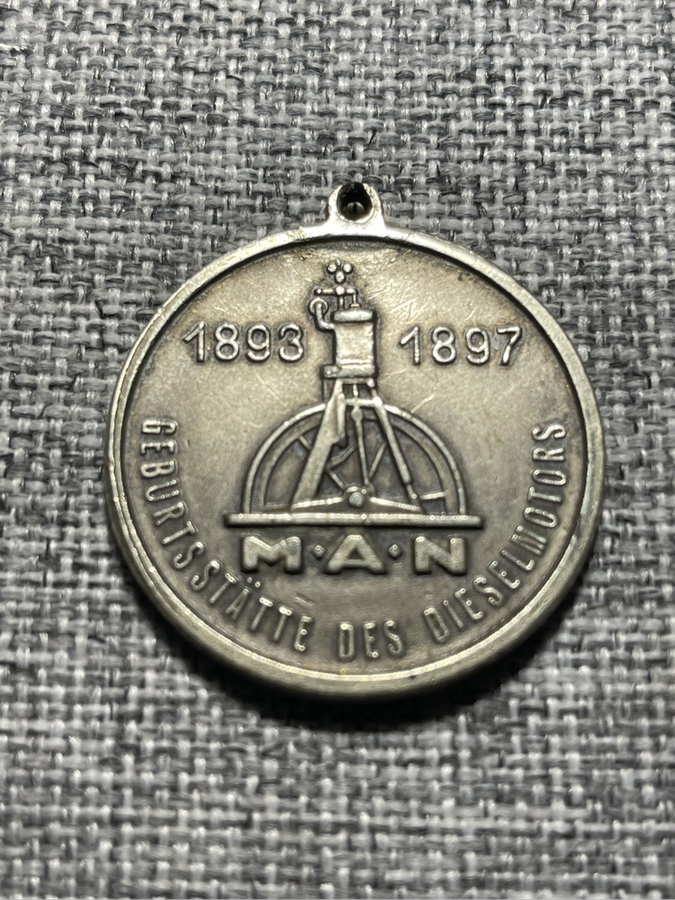 1893 1897
M·A·N
GEBURTSSTÄTTE DES DIESELMOTORS